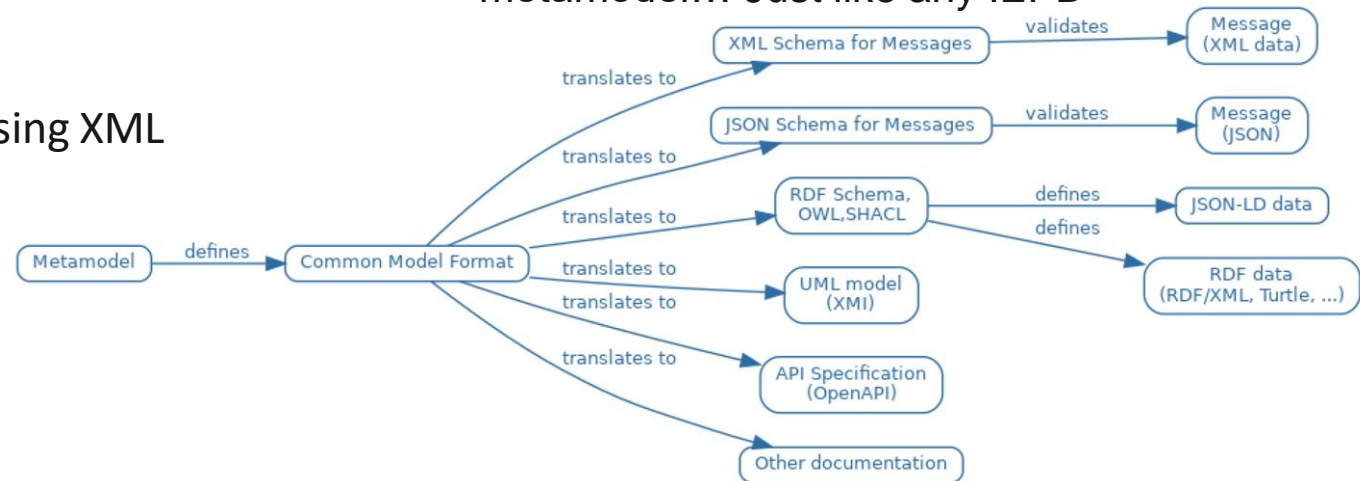 XML Schema for Messages
validates
Message
(XML data)
translates to
sing XML
JSON Schema for Messages
validates
Message
(JSON)
translates to
RDF Schema,
OWL,SHACL
defines
JSON-LD data
translates to
defines
Metamodel
defines
Common Model Format
translates to
RDF data
(RDF/XML, Turtle, ...)
UML model
(XMI)
translates to
translates to
API Specification
(OpenAPI)
Other documentation